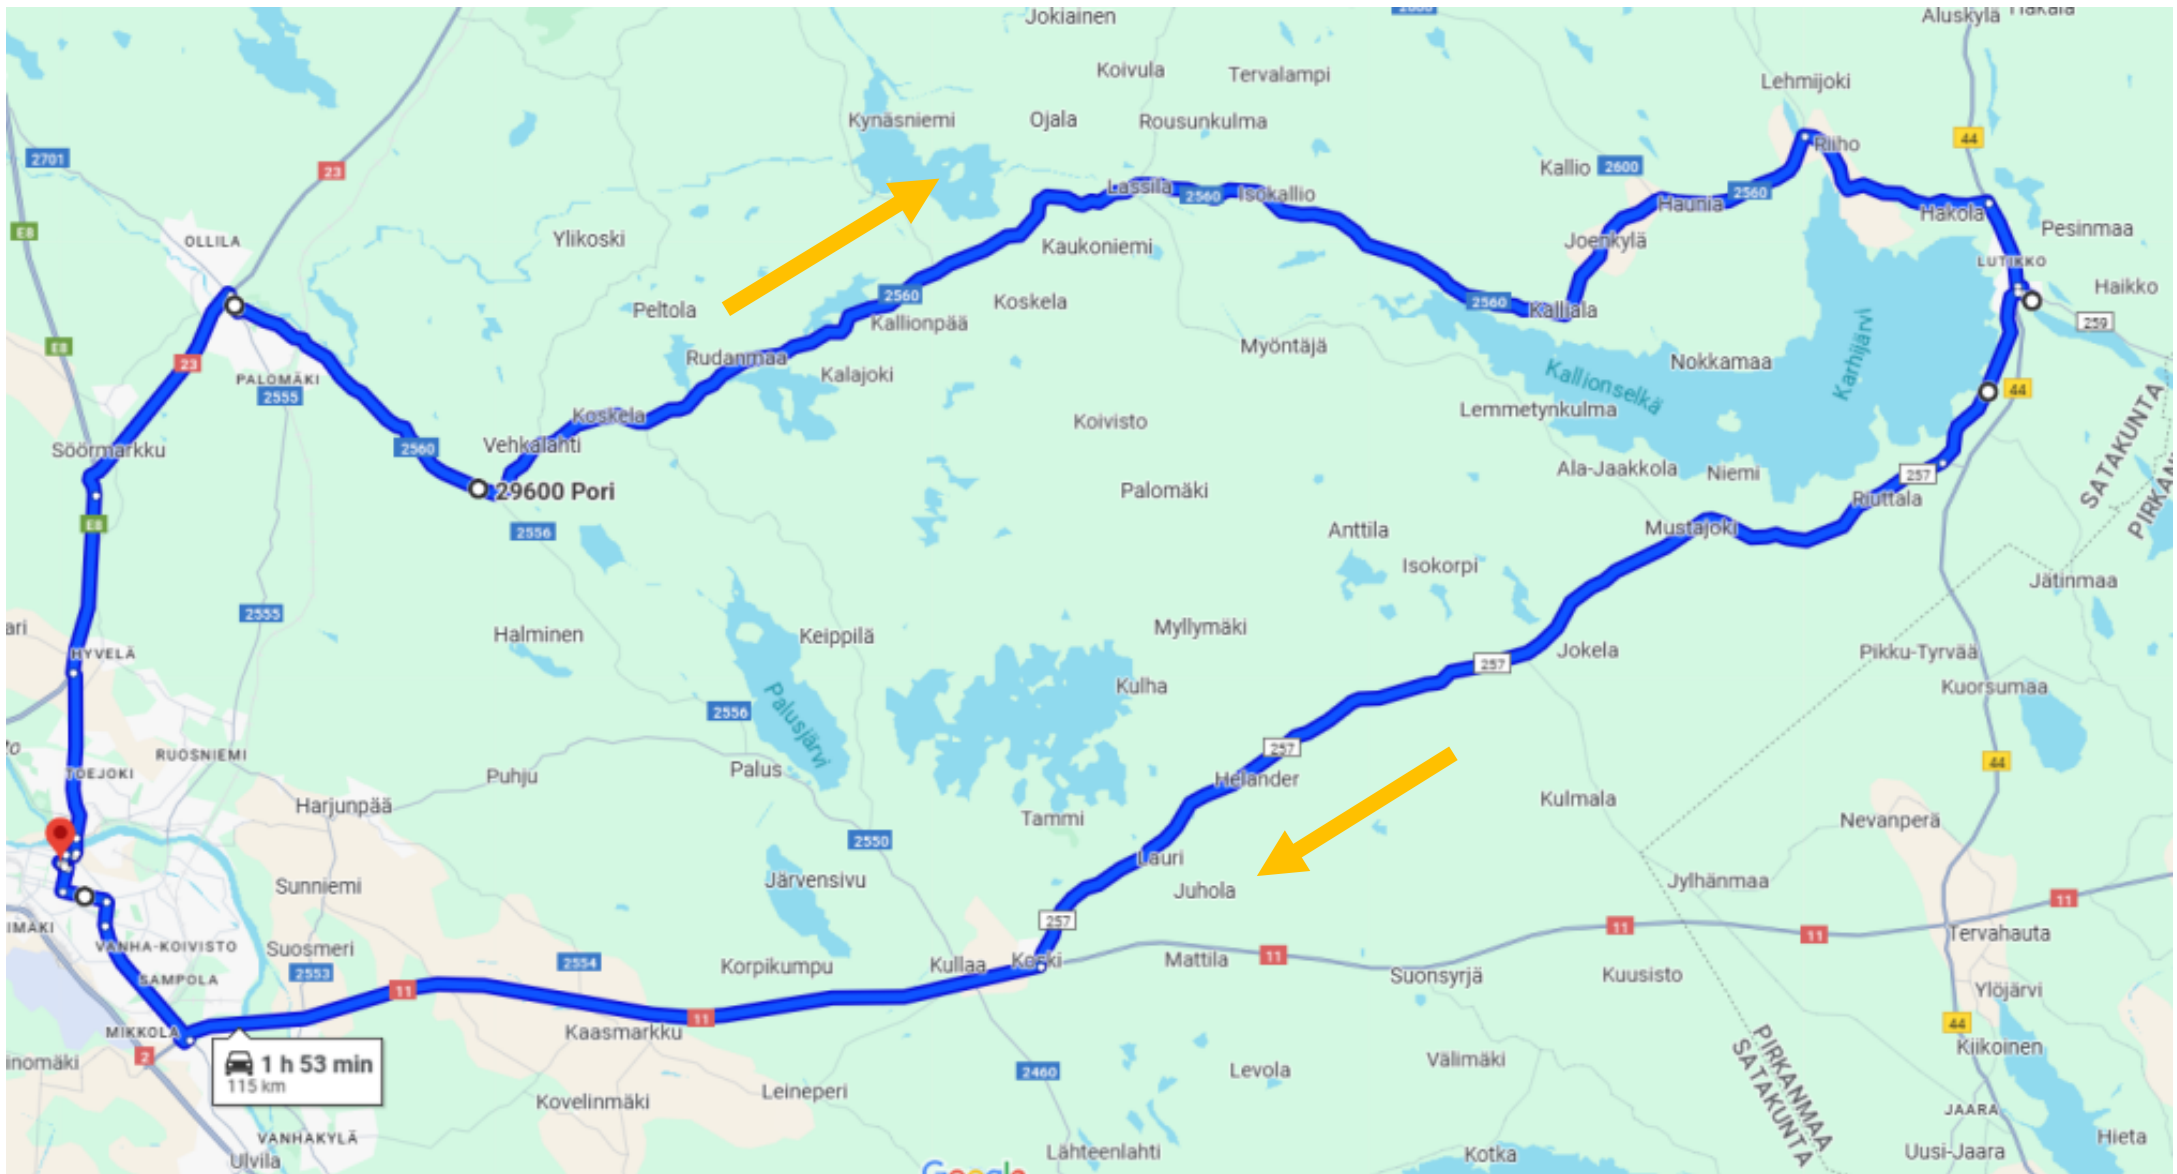 Jokiainen
Aluskylä
Koivula
Tervalampi
Lehmijoki
Kynäsniemi
Ojala
Rousunkulma
44
Riiho
2701
23
Kallio
2600
Lassila
2560
Isokallio
2560
Haunia
Hakola
E8
OLLILA
Ylikoski
Kaukoniemi
Joenkylä
Pesinmaa
LUTIKKO
Haikko
2560
Koskela
2560
Kalliala
Peltola
Kallionpää
259
E8
23
Rudanmaa
Myöntäjä
Karhijärvi
Nokkamaa
PALOMÄKI
2555
Kalajoki
Kallionselkä
44
Koskela
Koivisto
Lemmetynkulma
SATAKUNTA
Söörmarkku
2560
Vehkalahti
Ala-Jaakkola
Niemi
257
29600 Pori
Palomäki
Riuttala
E8
2556
Anttila
Mustajoki
Isokorpi
Jätinmaa
2555
Halminen
Keippilä
Myllymäki
HYVELÄ
257
Jokela
Pikku-Tyrvää
Kulha
Kuorsumaa
2556
Palusjärvi
RUOSNIEMI
257
44
TOEJOKI
Puhju
Palus
Helander
Harjunpää
Kulmala
Tammi
Nevanperä
2550
Lauri
Sunniemi
Järvensivu
Juhola
Jylhänmaa
11
257
11
11
Tervahauta
VANHA-KOIVISTO
Suosmeri
2554
Korpikumpu
Kullaa
Koski
Mattila
11
SAMPOLA
2553
11
Suonsyrjä
Kuusisto
Ylöjärvi
MIKKOLA
Kaasmarkku
11
44
2
1 h 53 min
115 km
2460
Levola
Välimäki
Kiikoinen
PIRKANMAA
SATAKUNTA
Kovelinmäki
Leineperi
JAARA
VANHAKYLÄ
Ulvila
Lähteenlahti
Kotka
Uusi-Jaara
Hieta